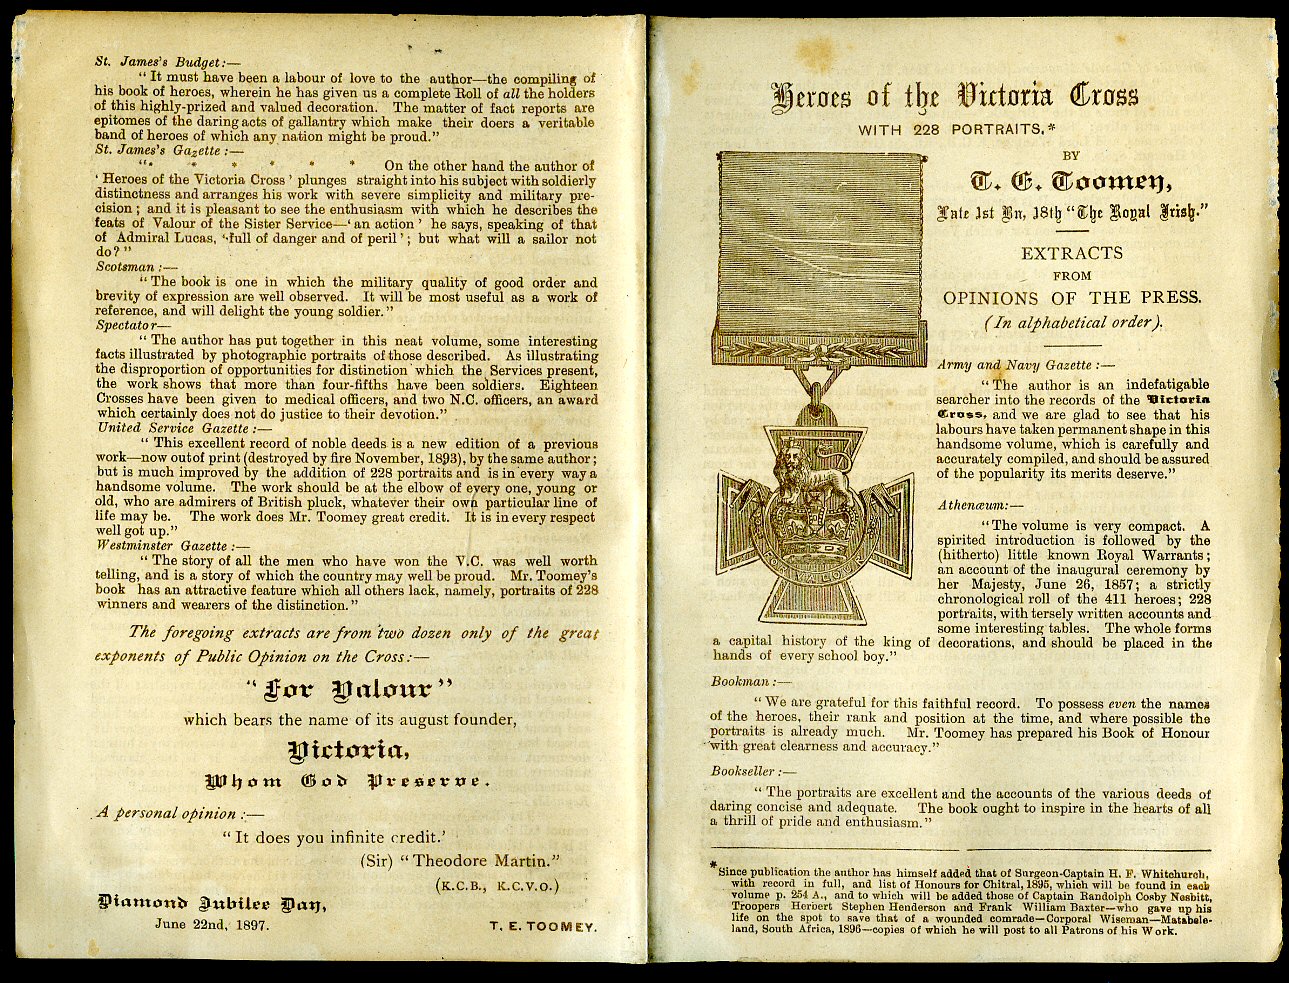 St. James's Budget:—
"It must have been a labour of love to the author—the compiling of
his book of heroes, wherein he has given us a complete Roll of all the holders
of this highly-prized and valued decoration. The matter of fact reports are
epitomes of the daring acts of gallantry which make their doers a veritable
band of heroes of which any nation might be proud."
St. James's Gazette:—
"* * * * * * On the other hand the author of
'Heroes of the Victoria Cross' plunges straight into his subject with soldierly
distinctness and arranges his work with severe simplicity and military pre-
cision; and it is pleasant to see the enthusiasm with which he describes the
feats of Valour of the Sister Service—'an action' he says, speaking of that
of Admiral Lucas, 'full of danger and of peril'; but what will a sailor not
do?"
Scotsman:—
"The book is one in which the military quality of good order and
brevity of expression are well observed. It will be most useful as a work of
reference, and will delight the young soldier."
Spectator—
"The author has put together in this neat volume, some interesting
facts illustrated by photographic portraits of those described. As illustrating
the disproportion of opportunities for distinction which the Services present,
the work shows that more than four-fifths have been soldiers. Eighteen
Crosses have been given to medical officers, and two N.C. officers, an award
which certainly does not do justice to their devotion."
United Service Gazette:—
"This excellent record of noble deeds is a new edition of a previous
work—now out of print (destroyed by fire November, 1893), by the same author;
but is much improved by the addition of 228 portraits and is in every way a
handsome volume. The work should be at the elbow of every one, young or
old, who are admirers of British pluck, whatever their own particular line of
life may be. The work does Mr. Toomey great credit. It is in every respect
well got up."
Westminster Gazette:—
"The story of all the men who have won the V.C. was well worth
telling, and is a story of which the country may well be proud. Mr. Toomey's
book has an attractive feature which all others lack, namely, portraits of 228
winners and wearers of the distinction."
The foregoing extracts are from two dozen only of the great
exponents of Public Opinion on the Cross:—
"For Valour"
which bears the name of its august founder,
Victoria,
Whom God Preserve.
A personal opinion:—
"It does you infinite credit.'
(Sir) "Theodore Martin."
(K.C.B., K.C.V.O.)
Diamond Jubilee Day,
June 22nd, 1897.
T. E. TOOMEY.
Heroes of the Victoria Cross
WITH 228 PORTRAITS.*
BY
T. E. Toomey,
Late 1st Bn, 18th "The Royal Irish."
EXTRACTS
FROM
OPINIONS OF THE PRESS.
(In alphabetical order).
FOR VALOUR
Army and Navy Gazette:—
"The author is an indefatigable
searcher into the records of the Victoria
Cross, and we are glad to see that his
labours have taken permanent shape in this
handsome volume, which is carefully and
accurately compiled, and should be assured
of the popularity its merits deserve."
Athenæum:—
"The volume is very compact. A
spirited introduction is followed by the
(hitherto) little known Royal Warrants;
an account of the inaugural ceremony by
her Majesty, June 26, 1857; a strictly
chronological roll of the 411 heroes; 228
portraits, with tersely written accounts and
some interesting tables. The whole forms
a capital history of the king of decorations, and should be placed in the
hands of every school boy."
Bookman:—
"We are grateful for this faithful record. To possess even the names
of the heroes, their rank and position at the time, and where possible the
portraits is already much. Mr. Toomey has prepared his Book of Honour
with great clearness and accuracy."
Bookseller:—
"The portraits are excellent and the accounts of the various deeds of
daring concise and adequate. The book ought to inspire in the hearts of all
a thrill of pride and enthusiasm."
*Since publication the author has himself added that of Surgeon-Captain H. F. Whitchurch,
with record in full, and list of Honours for Chitral, 1895, which will be found in each
volume p. 254 A., and to which will be added those of Captain Randolph Cosby Nesbitt,
Troopers Herbert Stephen Henderson and Frank William Baxter—who gave up his
life on the spot to save that of a wounded comrade—Corporal Wiseman—Matabele-
land, South Africa, 1896—copies of which he will post to all Patrons of his Work.